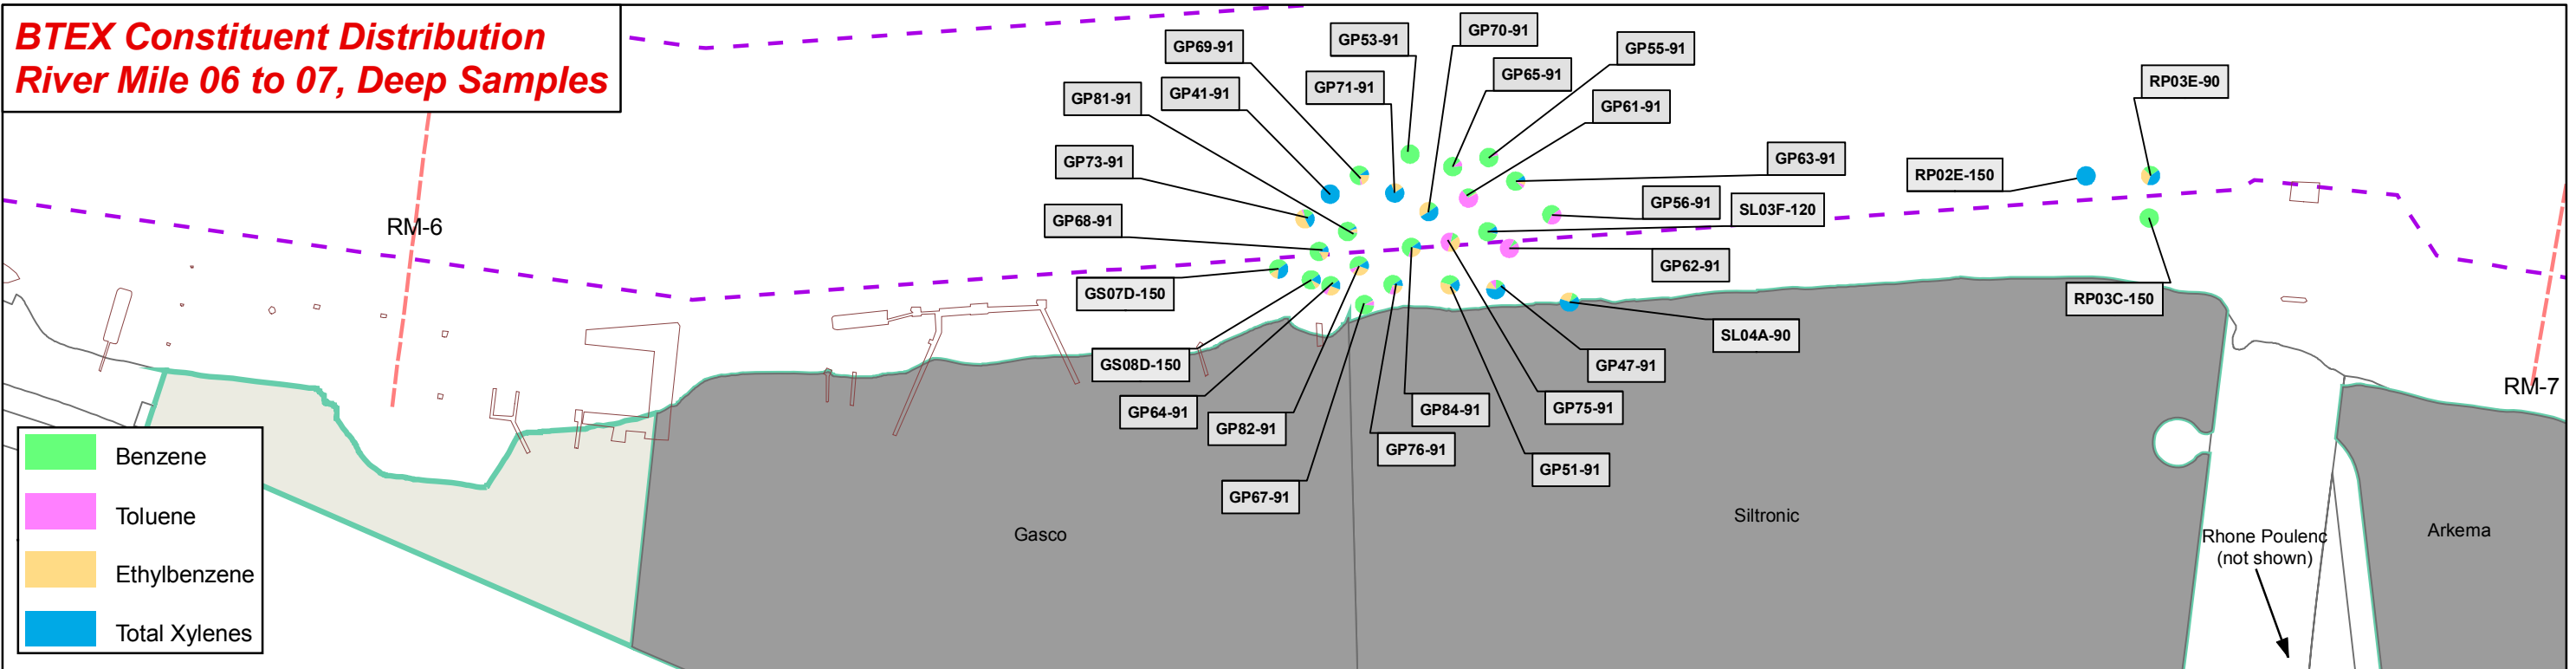 BTEX Constituent Distribution
River Mile 06 to 07, Deep Samples
GP69-91
GP53-91
GP70-91
GP55-91
GP81-91
GP41-91
GP71-91
GP65-91
GP61-91
RP03E-90
GP73-91
GP63-91
RP02E-150
GP68-91
GP56-91
SL03F-120
RM-6
GS07D-150
GP62-91
RP03C-150
GS08D-150
SL04A-90
GP47-91
GP64-91
GP82-91
GP84-91
GP75-91
RM-7
GP76-91
GP51-91
GP67-91
Benzene
Toluene
Ethylbenzene
Total Xylenes
Gasco
Siltronic
Arkema
Rhone Poulenc
(not shown)